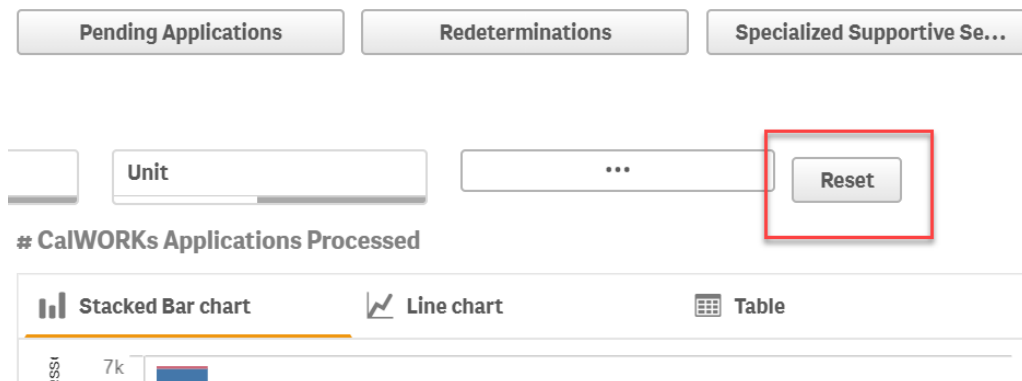 Pending Applications
Redeterminations
Specialized Supportive Se...
Unit
...
Reset
# CalWORKs Applications Processed
Stacked Bar chart
Line chart
Table
7k